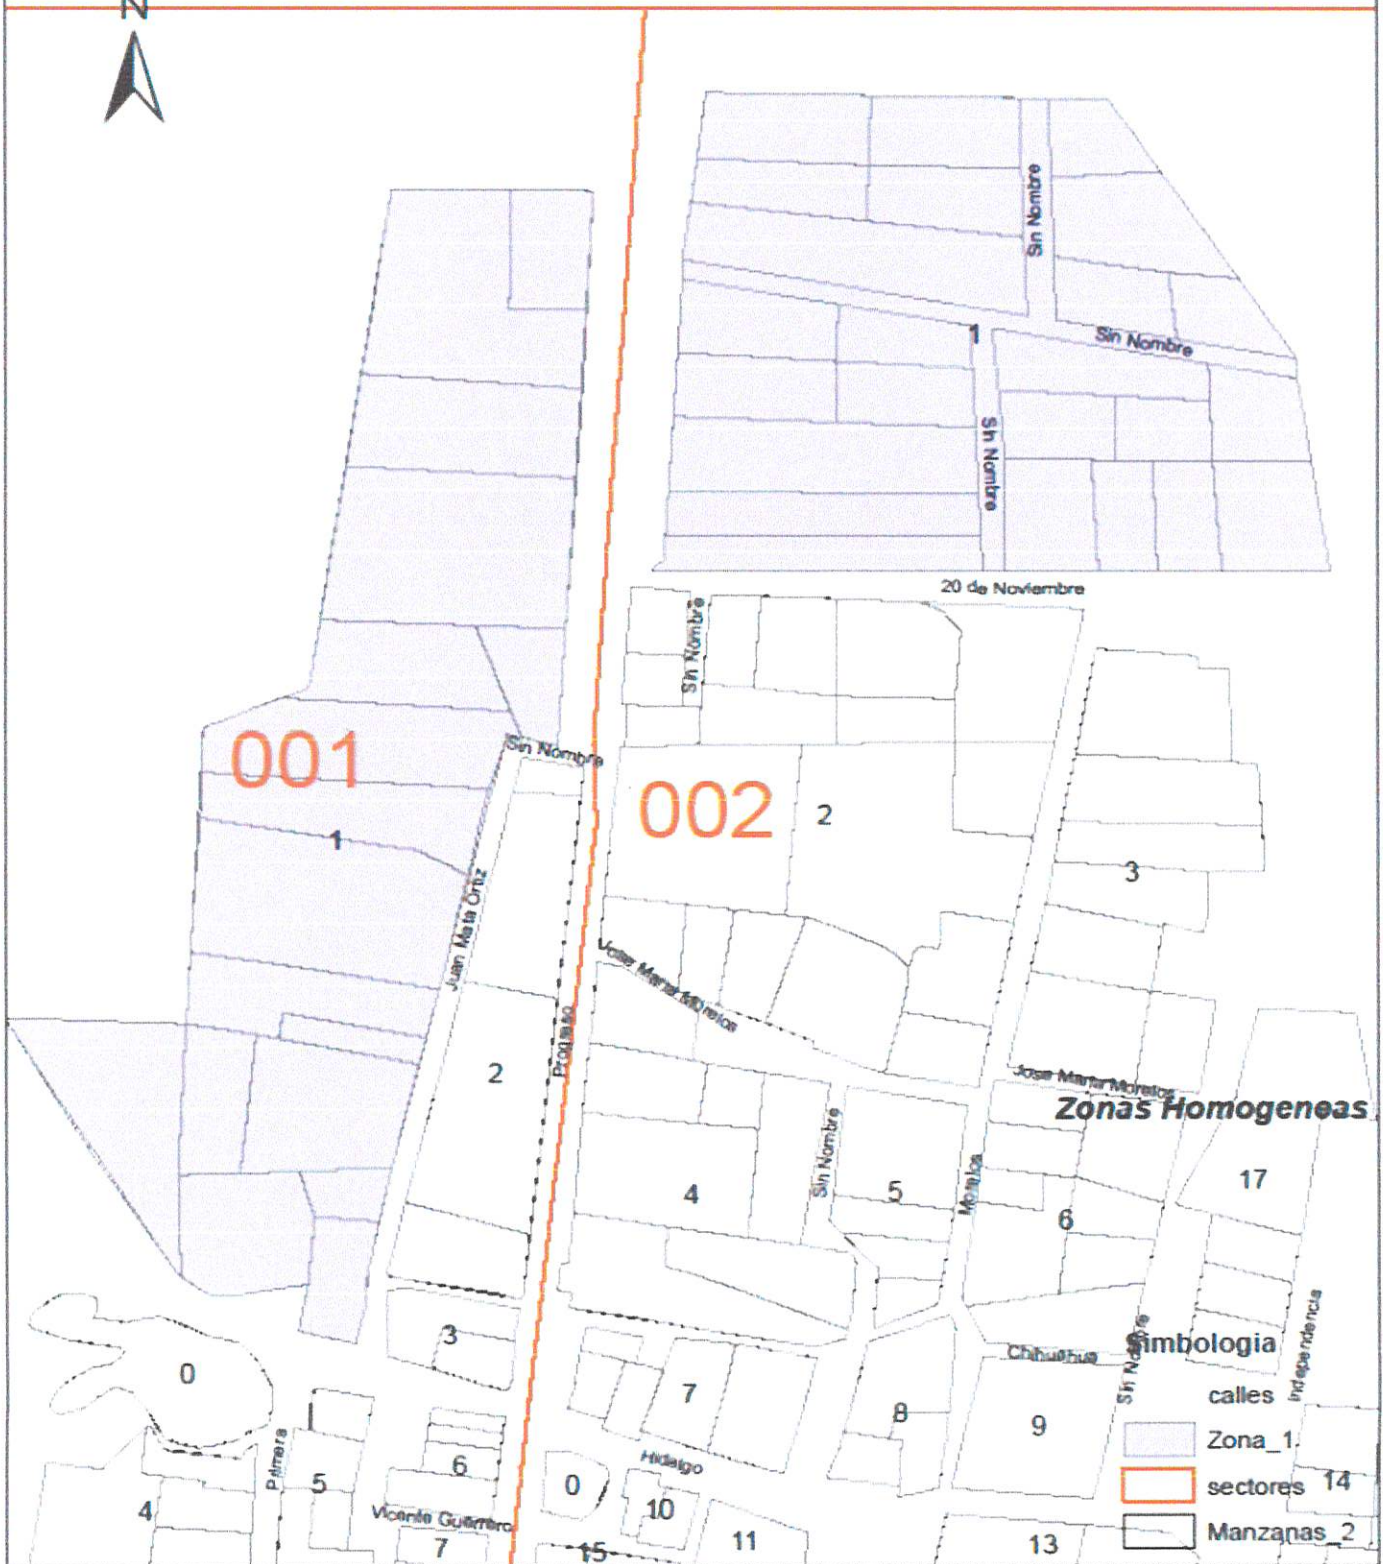 N
Sin Nombre
1
Sin Nombre
Sin Nombre
20 de Noviembre
Sin Nombre
001
Sin Nombre
002
2
1
3
Juan Mata Ortiz
Maria Morelos
Progreso
2
Jose Maria Morelos
Zonas Homogeneas
Sin Nombre
4
5
Morelos
6
17
3
Chihuahua
Sin Nombre
Simbologia
Independencia
0
7
calles
8
9
Zona_1
Primera
5
6
Hidalgo
0
10
sectores
14
4
Vicente Guerrero
7
15
11
13
Manzanas_2